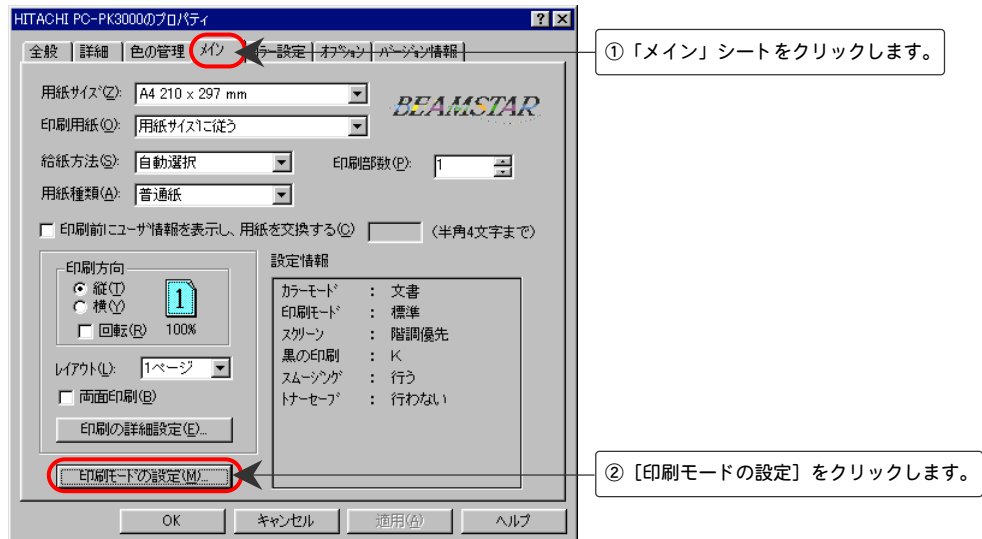 HITACHI PC-PK3000のプロパティ
全般 詳細 色の管理 メイン ラー設定 オプション バージョン情報
①「メイン」シートをクリックします。
用紙サイズ(Z): A4 210 x 297 mm
BEAMSTAR
印刷用紙(O): 用紙サイズに従う
給紙方法(S): 自動選択 印刷部数(P): 1
用紙種類(A): 普通紙
印刷前にユーザ情報を表示し、用紙を交換する(C) (半角4文字まで)
印刷方向
縦(T)
横(Y)
1
回転(R) 100%
レイアウト(L): 1ページ
両面印刷(B)
印刷の詳細設定(E)...
設定情報
カラーモード : 文書
印刷モード : 標準
スクリーン : 階調優先
黒の印刷 : K
スムージング : 行う
トナーセーブ : 行わない
印刷モードの設定(M)...
②[印刷モードの設定]をクリックします。
OK キャンセル 適用(A) ヘルプ